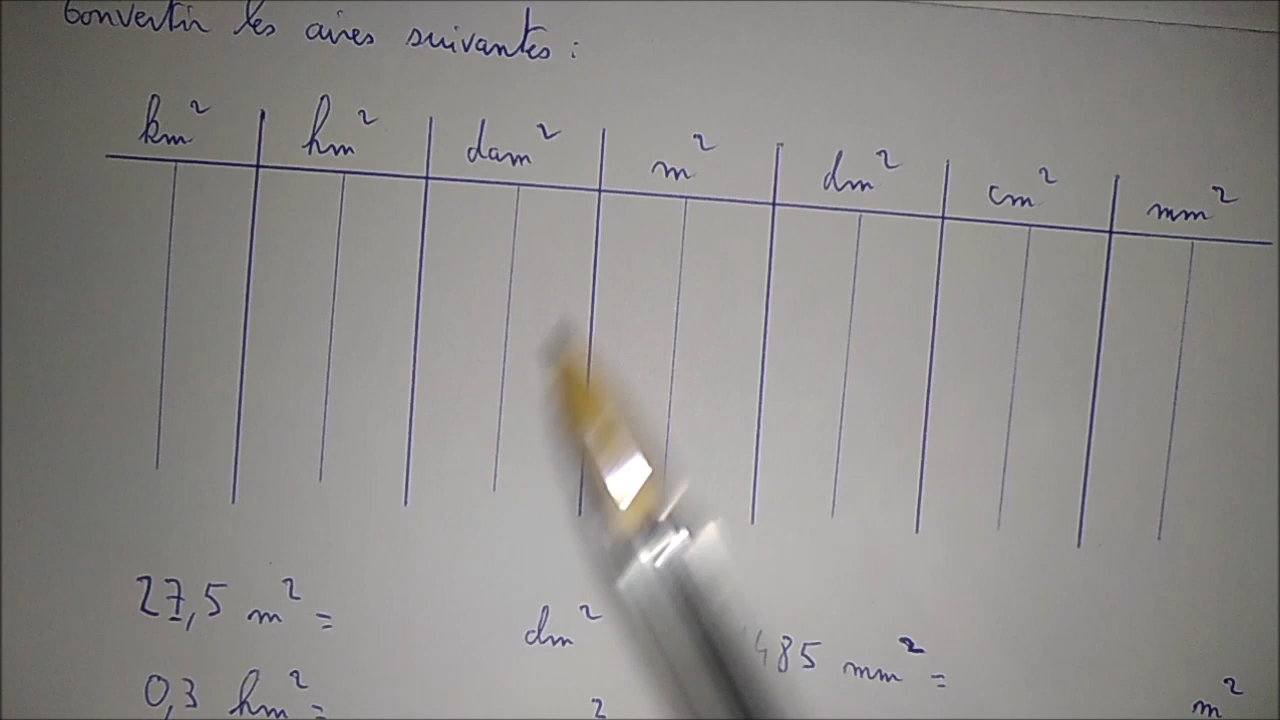 Convertir les aires suivantes :
km² hm² dam² m² dm² cm² mm²
27,5 m² = dm²
485 mm² = m²
0,3 hm² = ²